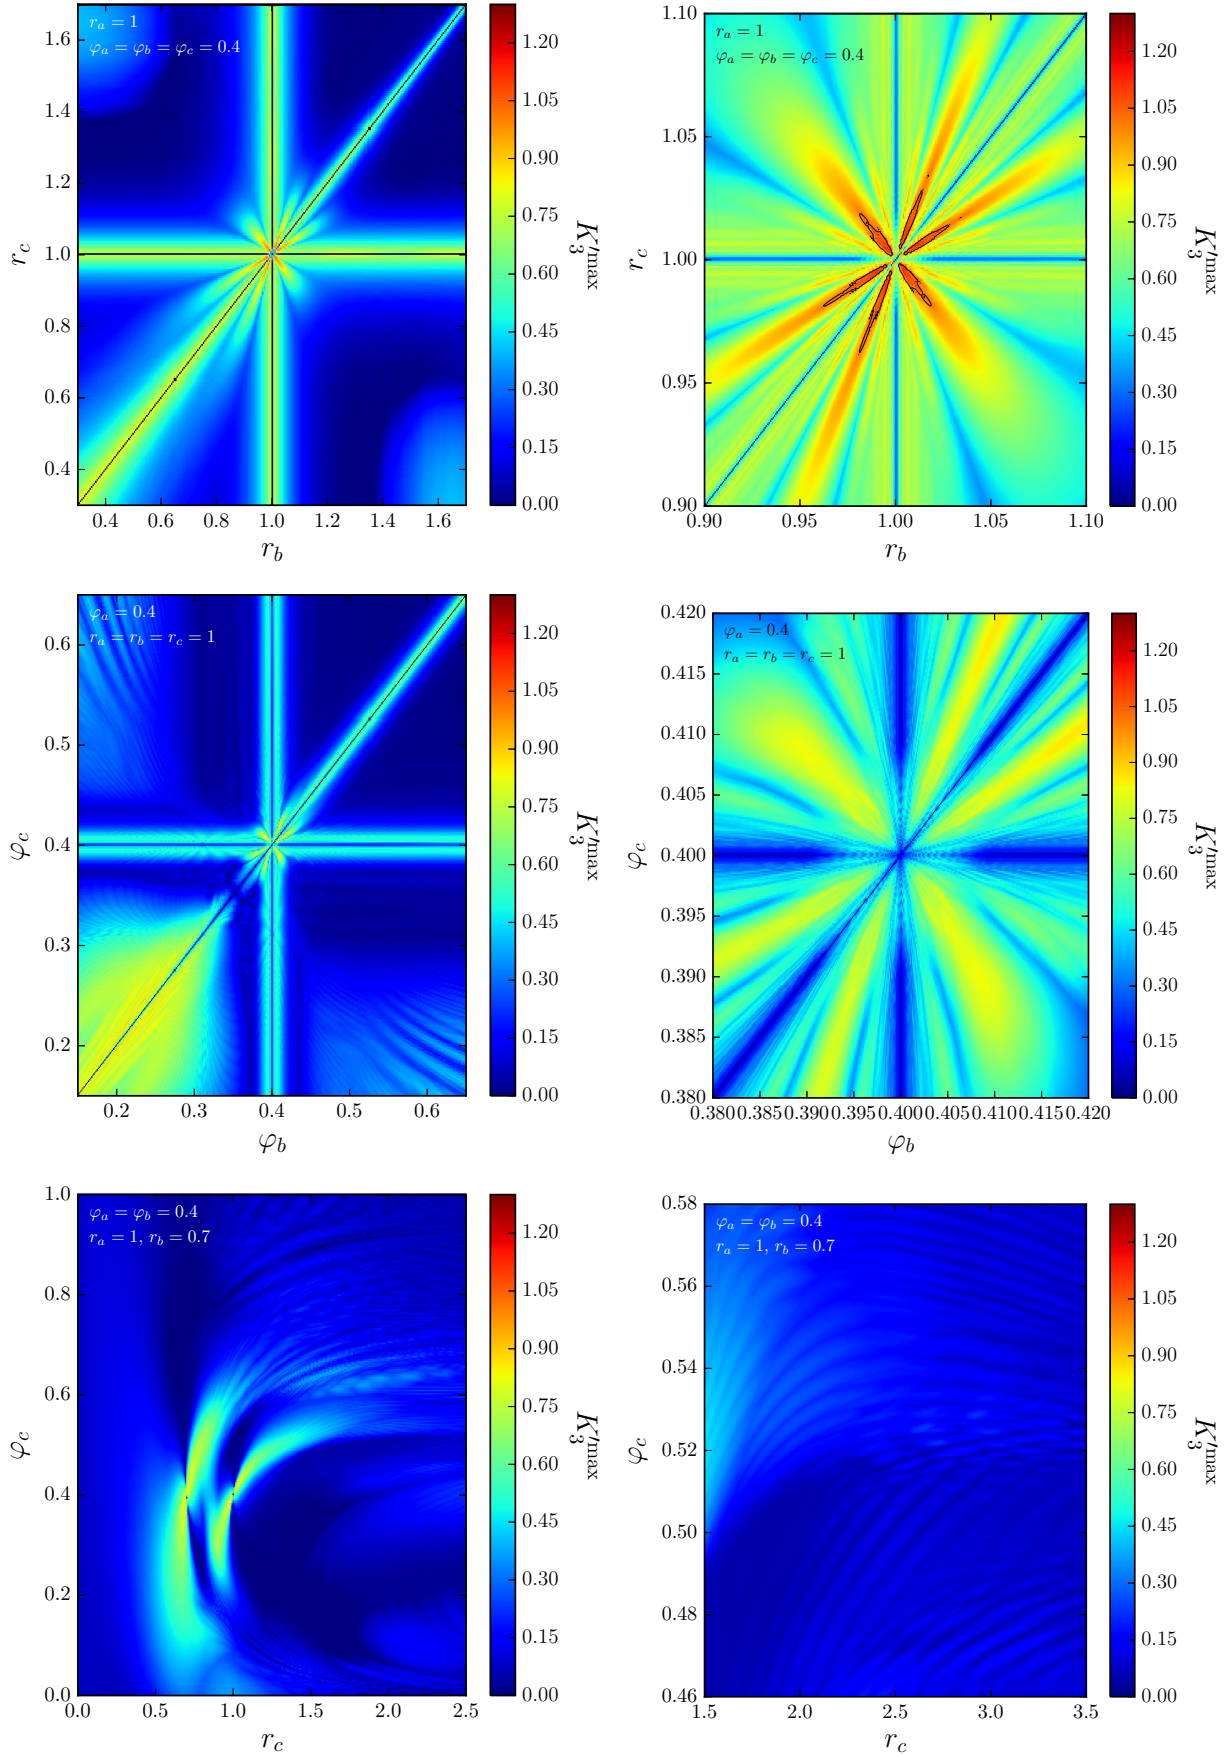 r_a = 1
φ_a = φ_b = φ_c = 0.4
1.6
1.4
1.2
1.0
0.8
0.6
0.4
r_c
0.4 0.6 0.8 1.0 1.2 1.4 1.6
r_b
1.20
1.05
0.90
0.75
0.60
0.45
0.30
0.15
0.00
K_3'^max
r_a = 1
φ_a = φ_b = φ_c = 0.4
1.10
1.05
1.00
0.95
0.90
r_c
0.90 0.95 1.00 1.05 1.10
r_b
1.20
1.05
0.90
0.75
0.60
0.45
0.30
0.15
0.00
K_3'^max
φ_a = 0.4
r_a = r_b = r_c = 1
0.6
0.5
0.4
0.3
0.2
φ_c
0.2 0.3 0.4 0.5 0.6
φ_b
1.20
1.05
0.90
0.75
0.60
0.45
0.30
0.15
0.00
K_3'^max
φ_a = 0.4
r_a = r_b = r_c = 1
0.420
0.415
0.410
0.405
0.400
0.395
0.390
0.385
0.380
φ_c
0.380 0.385 0.390 0.395 0.400 0.405 0.410 0.415 0.420
φ_b
1.20
1.05
0.90
0.75
0.60
0.45
0.30
0.15
0.00
K_3'^max
φ_a = φ_b = 0.4
r_a = 1, r_b = 0.7
1.0
0.8
0.6
0.4
0.2
0.0
φ_c
0.0 0.5 1.0 1.5 2.0 2.5
r_c
1.20
1.05
0.90
0.75
0.60
0.45
0.30
0.15
0.00
K_3'^max
φ_a = φ_b = 0.4
r_a = 1, r_b = 0.7
0.58
0.56
0.54
0.52
0.50
0.48
0.46
φ_c
1.5 2.0 2.5 3.0 3.5
r_c
1.20
1.05
0.90
0.75
0.60
0.45
0.30
0.15
0.00
K_3'^max